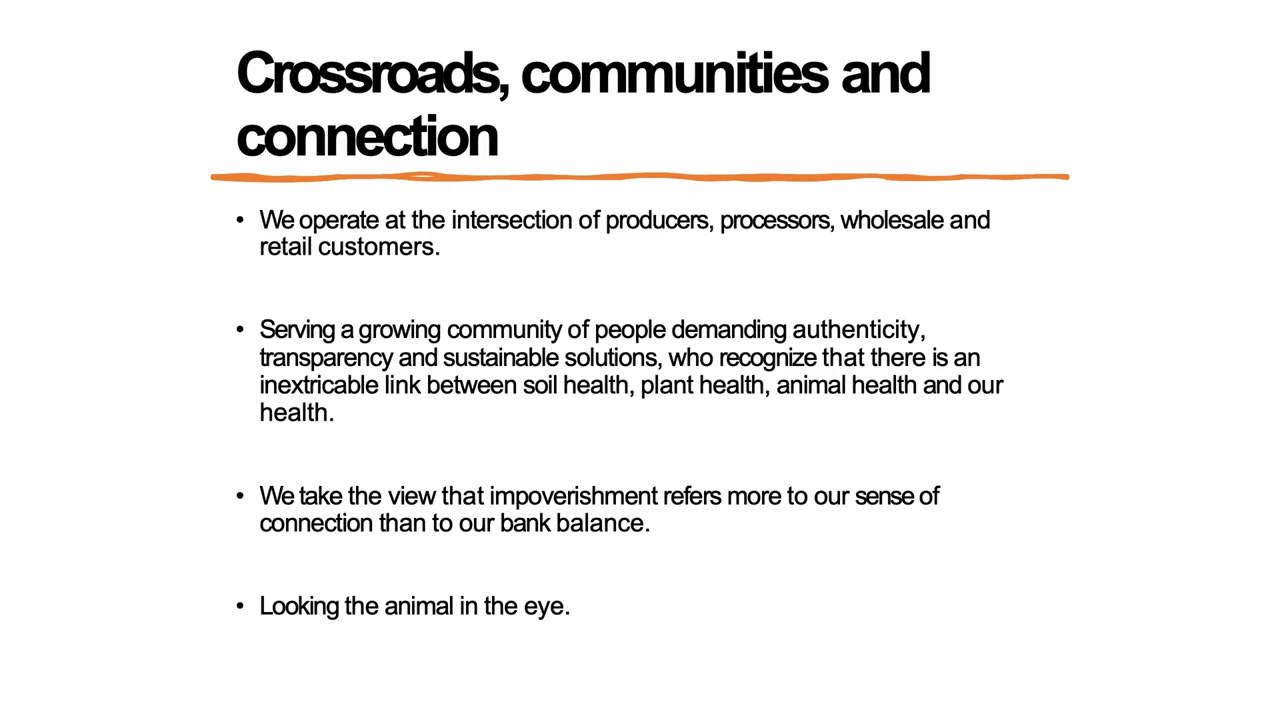 Crossroads, communities and
connection
• We operate at the intersection of producers, processors, wholesale and
retail customers.
• Serving a growing community of people demanding authenticity,
transparency and sustainable solutions, who recognize that there is an
inextricable link between soil health, plant health, animal health and our
health.
• We take the view that impoverishment refers more to our sense of
connection than to our bank balance.
• Looking the animal in the eye.